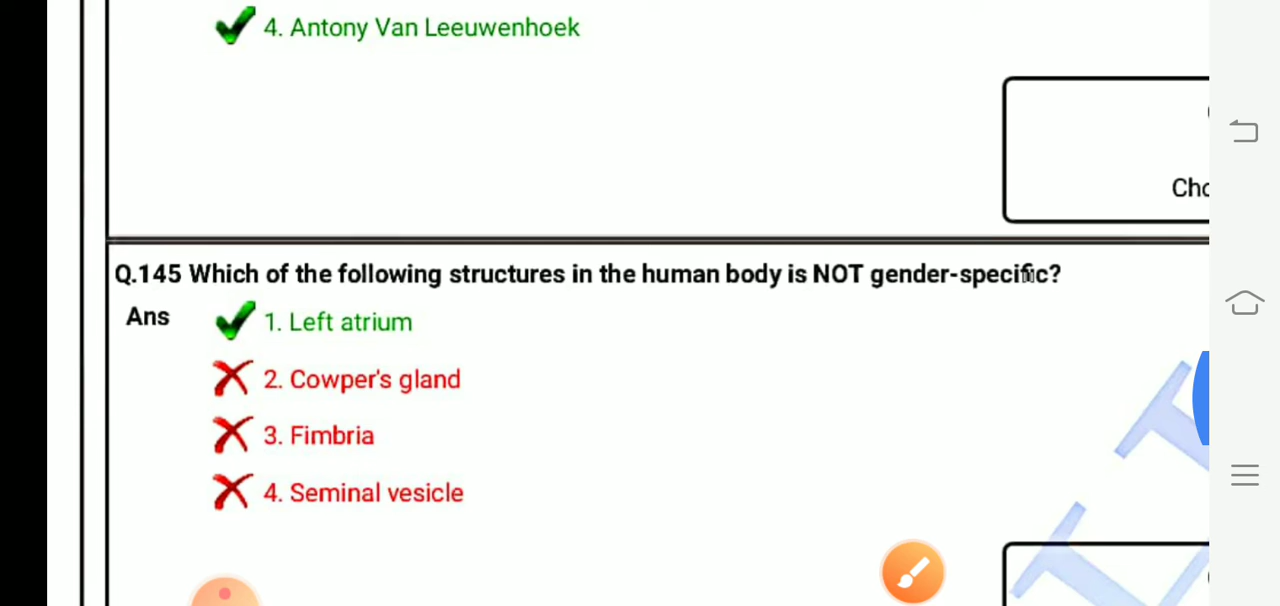 4. Antony Van Leeuwenhoek
Q.145 Which of the following structures in the human body is NOT gender-specific?
Ans
1. Left atrium
2. Cowper's gland
3. Fimbria
4. Seminal vesicle